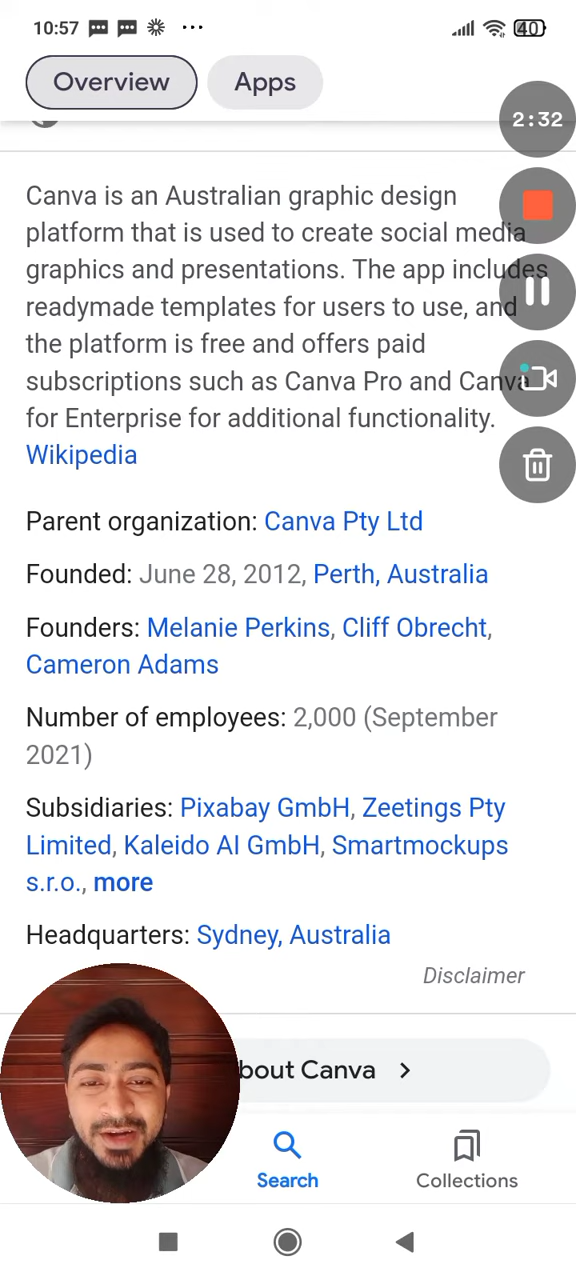 10:57
40
Overview
Apps
2:32
Canva is an Australian graphic design
platform that is used to create social media
graphics and presentations. The app includes
readymade templates for users to use, and
the platform is free and offers paid
subscriptions such as Canva Pro and Canva
for Enterprise for additional functionality.
Wikipedia
Parent organization: Canva Pty Ltd
Founded: June 28, 2012, Perth, Australia
Founders: Melanie Perkins, Cliff Obrecht,
Cameron Adams
Number of employees: 2,000 (September
2021)
Subsidiaries: Pixabay GmbH, Zeetings Pty
Limited, Kaleido AI GmbH, Smartmockups
s.r.o., more
Headquarters: Sydney, Australia
Disclaimer
bout Canva
Search
Collections